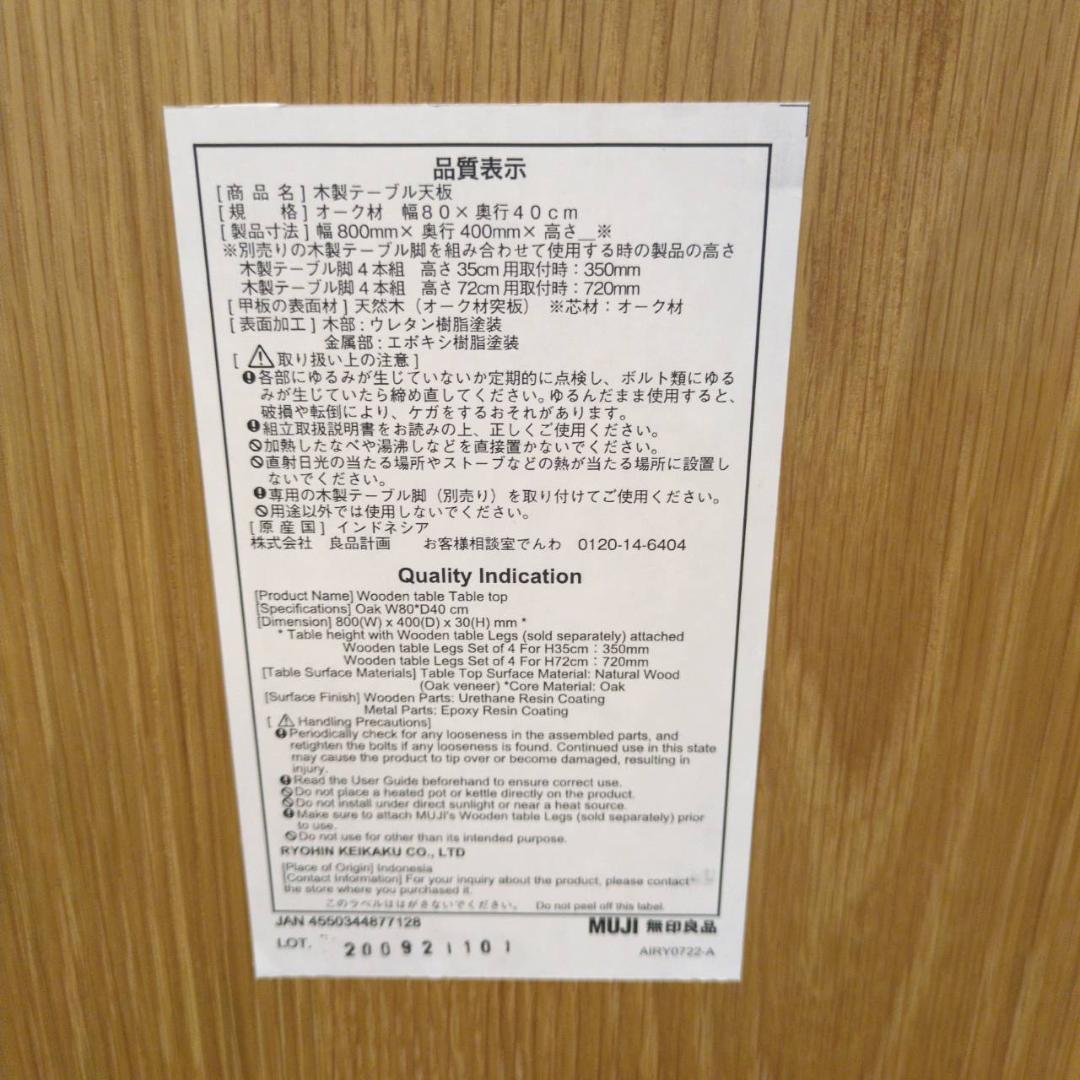 品質表示
[商 品 名] 木製テーブル天板
[規　　格] オーク材　幅80×奥行40cm
[製品寸法] 幅 800mm× 奥行 400mm× 高さ__※
※別売りの木製テーブル脚を組み合わせて使用する時の製品の高さ
木製テーブル脚4本組　高さ35cm用取付時：350mm
木製テーブル脚4本組　高さ72cm用取付時：720mm
[甲板の表面材] 天然木（オーク材突板）　※芯材：オーク材
[表面加工] 木部：ウレタン樹脂塗装
金属部：エポキシ樹脂塗装
[ ⚠取り扱い上の注意 ]
各部にゆるみが生じていないか定期的に点検し、ボルト類にゆる
みが生じていたら締め直してください。ゆるんだまま使用すると、
破損や転倒により、ケガをするおそれがあります。
組立取扱説明書をお読みの上、正しくご使用ください。
加熱したなべや湯沸しなどを直接置かないでください。
直射日光の当たる場所やストーブなどの熱が当たる場所に設置し
ないでください。
専用の木製テーブル脚（別売り）を取り付けてご使用ください。
用途以外では使用しないでください。
[原 産 国] インドネシア
株式会社　良品計画　　お客様相談室でんわ　0120-14-6404
Quality Indication
[Product Name] Wooden table Table top
[Specifications] Oak W80*D40 cm
[Dimension] 800(W) x 400(D) x 30(H) mm *
* Table height with Wooden table Legs (sold separately) attached
Wooden table Legs Set of 4 For H35cm : 350mm
Wooden table Legs Set of 4 For H72cm : 720mm
[Table Surface Materials] Table Top Surface Material: Natural Wood
(Oak veneer) *Core Material: Oak
[Surface Finish] Wooden Parts: Urethane Resin Coating
Metal Parts: Epoxy Resin Coating
[ ⚠ Handling Precautions]
Periodically check for any looseness in the assembled parts, and
retighten the bolts if any looseness is found. Continued use in this state
may cause the product to tip over or become damaged, resulting in
injury.
Read the User Guide beforehand to ensure correct use.
Do not place a heated pot or kettle directly on the product.
Do not install under direct sunlight or near a heat source.
Make sure to attach MUJI's Wooden table Legs (sold separately) prior
to use.
Do not use for other than its intended purpose.
RYOHIN KEIKAKU CO., LTD
[Place of Origin] Indonesia
[Contact Information] For your inquiry about the product, please contact
the store where you purchased it.
このラベルははがさないでください。 Do not peel off this label.
JAN 4550344877128
MUJI 無印良品
LOT. 200921101
AIRY0722-A